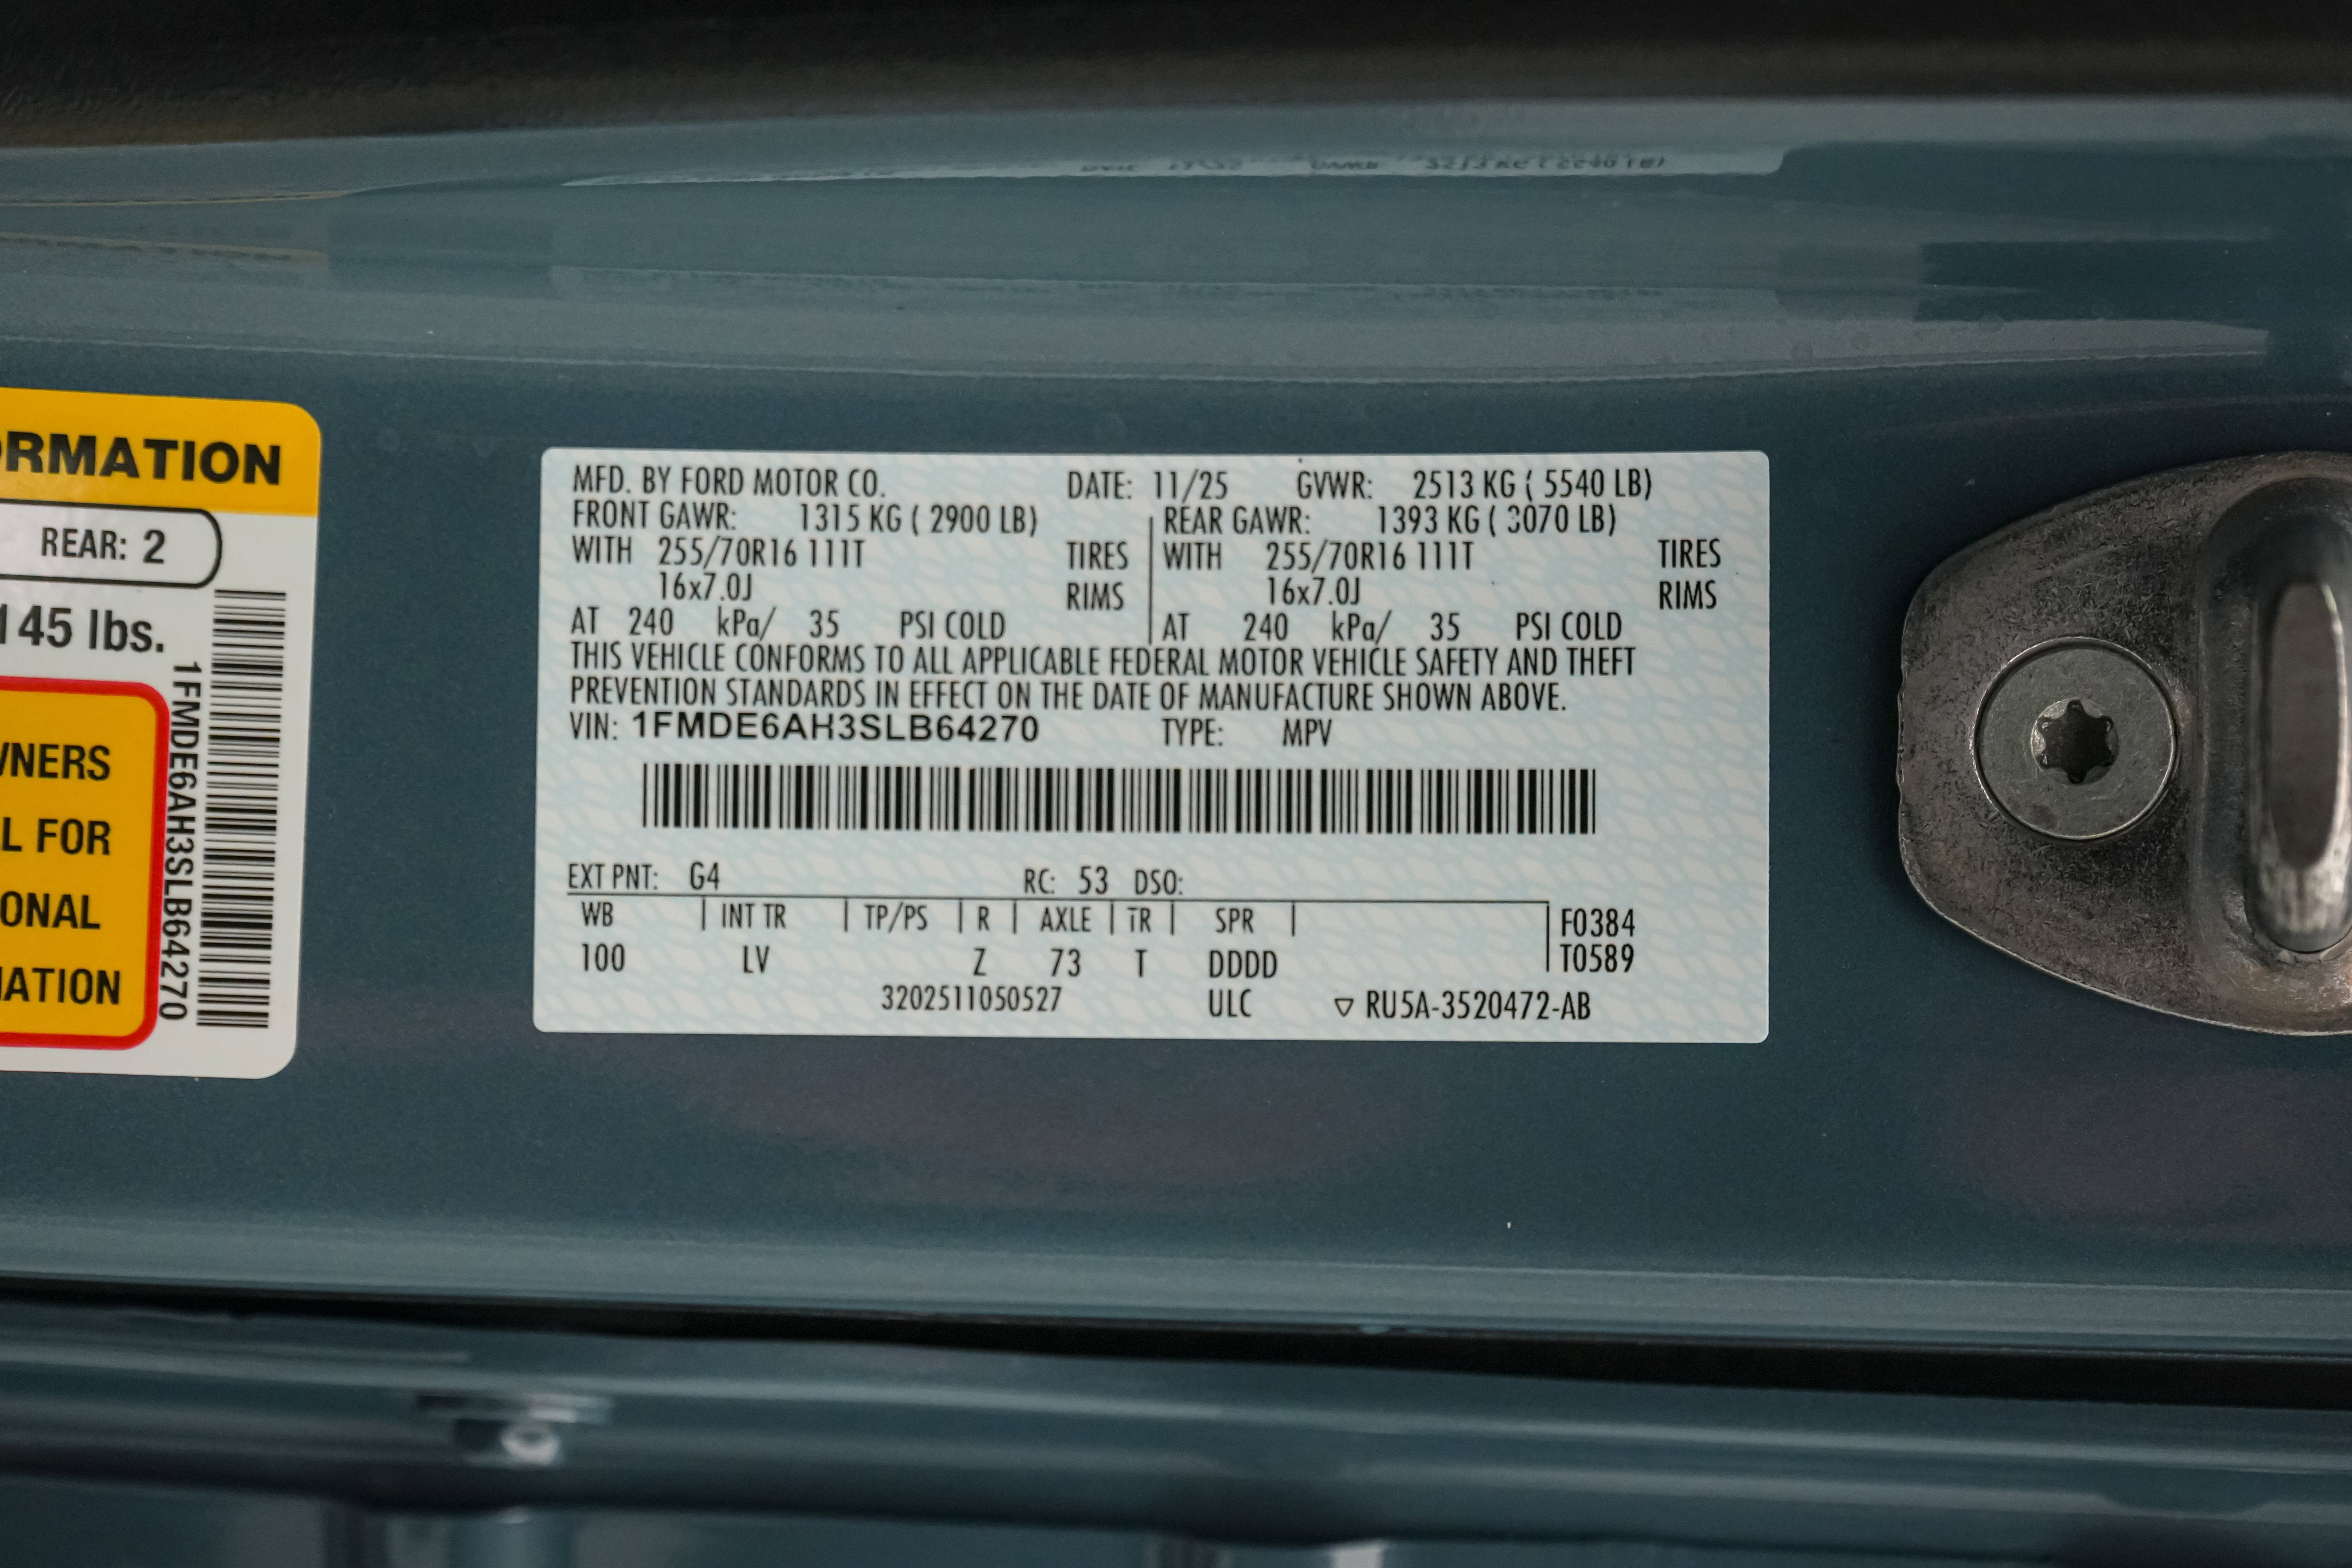 RMATION
REAR: 2
145 lbs.
WNERS
L FOR
ONAL
MATION
1FMDE6AH3SLB64270
MFD. BY FORD MOTOR CO. DATE: 11/25 GVWR: 2513 KG ( 5540 LB)
FRONT GAWR: 1315 KG ( 2900 LB) REAR GAWR: 1393 KG ( 3070 LB)
WITH 255/70R16 111T TIRES WITH 255/70R16 111T TIRES
16x7.0J RIMS 16x7.0J RIMS
AT 240 kPa/ 35 PSI COLD AT 240 kPa/ 35 PSI COLD
THIS VEHICLE CONFORMS TO ALL APPLICABLE FEDERAL MOTOR VEHICLE SAFETY AND THEFT
PREVENTION STANDARDS IN EFFECT ON THE DATE OF MANUFACTURE SHOWN ABOVE.
VIN: 1FMDE6AH3SLB64270 TYPE: MPV
EXT PNT: G4 RC: 53 DSO:
WB | INT TR | TP/PS | R | AXLE | TR | SPR | F0384
100 LV Z 73 T DDDD T0589
3202511050527 ULC ▽ RU5A-3520472-AB